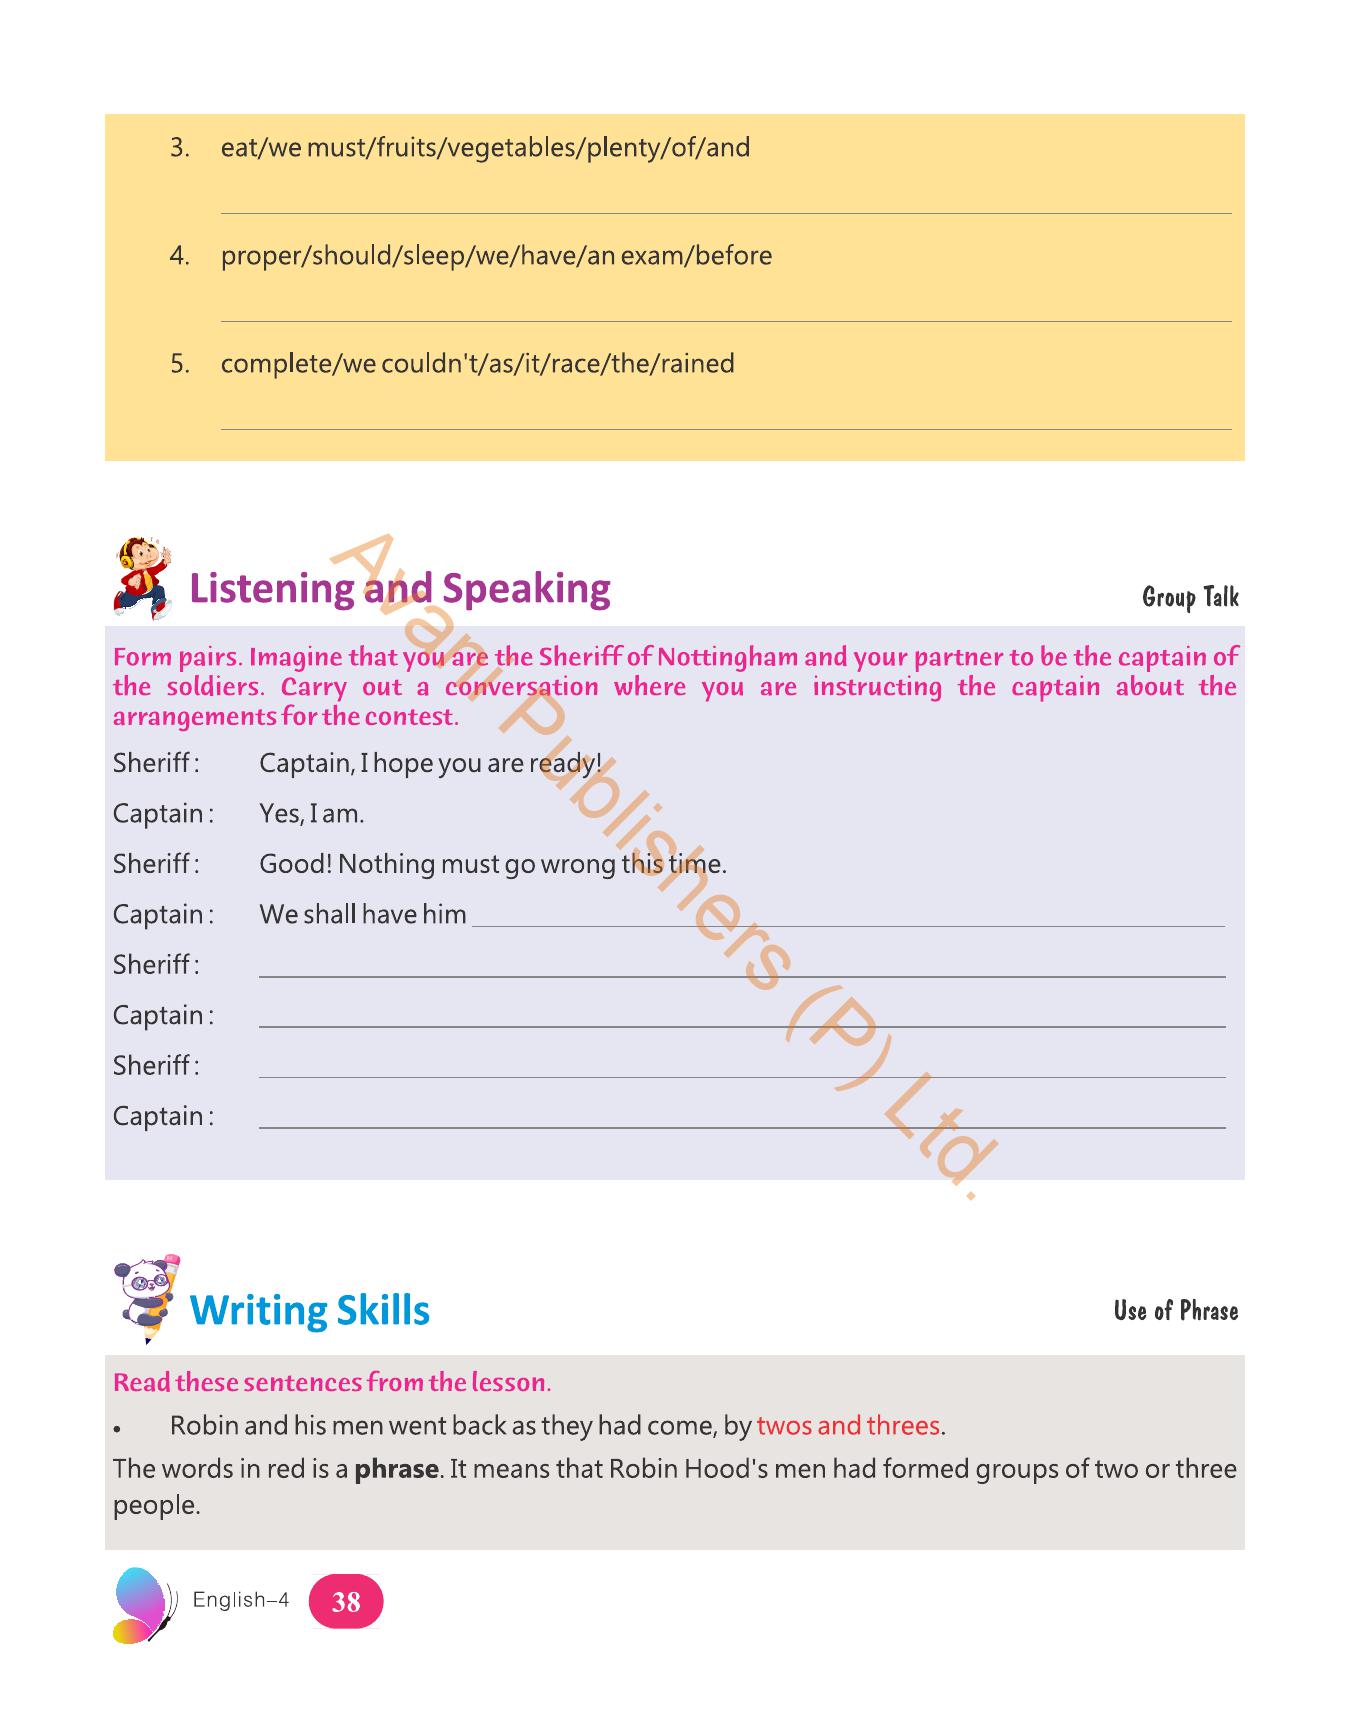 3. eat/we must/fruits/vegetables/plenty/of/and
4. proper/should/sleep/we/have/an exam/before
5. complete/we couldn't/as/it/race/the/rained
Listening and Speaking
Group Talk
Form pairs. Imagine that you are the Sheriff of Nottingham and your partner to be the captain of
the soldiers. Carry out a conversation where you are instructing the captain about the
arrangements for the contest.
Sheriff : Captain, I hope you are ready!
Captain : Yes, I am.
Sheriff : Good! Nothing must go wrong this time.
Captain : We shall have him
Sheriff :
Captain :
Sheriff :
Captain :
Avani Publishers (P) Ltd.
Writing Skills
Use of Phrase
Read these sentences from the lesson.
• Robin and his men went back as they had come, by twos and threes.
The words in red is a phrase. It means that Robin Hood's men had formed groups of two or three
people.
English–4 38